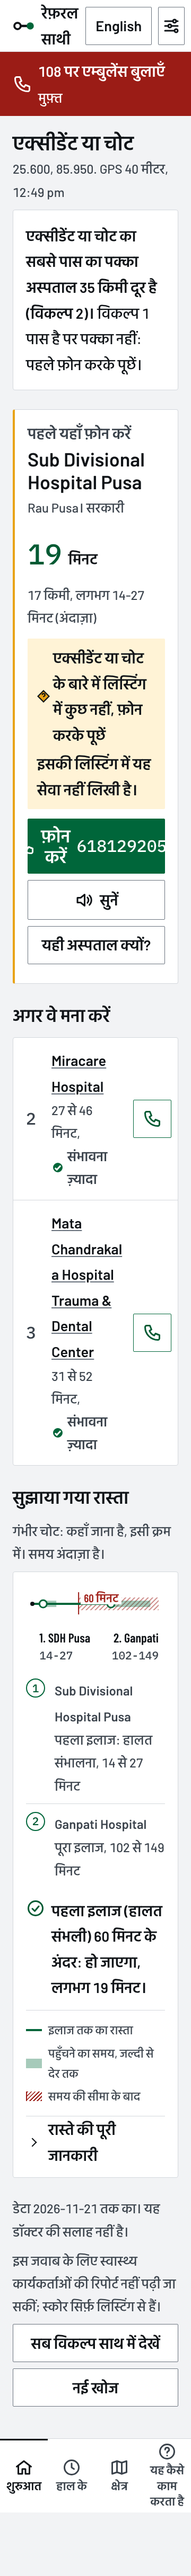 रेफ़रल
साथी
English
108 पर एम्बुलेंस बुलाएँ
मुफ़्त
एक्सीडेंट या चोट
25.600, 85.950. GPS 40 मीटर,
12:49 pm
एक्सीडेंट या चोट का
सबसे पास का पक्का
अस्पताल 35 किमी दूर है
(विकल्प 2)। विकल्प 1
पास है पर पक्का नहीं:
पहले फ़ोन करके पूछें।
पहले यहाँ फ़ोन करें
Sub Divisional
Hospital Pusa
Rau Pusa। सरकारी
19 मिनट
17 किमी, लगभग 14-27
मिनट (अंदाज़ा)
एक्सीडेंट या चोट
के बारे में लिस्टिंग
में कुछ नहीं, फ़ोन
करके पूछें
इसकी लिस्टिंग में यह
सेवा नहीं लिखी है।
फ़ोन
करें 618129205
सुनें
यही अस्पताल क्यों?
अगर वे मना करें
2
Miracare
Hospital
27 से 46
मिनट,
संभावना
ज़्यादा
3
Mata
Chandrakal
a Hospital
Trauma &
Dental
Center
31 से 52
मिनट,
संभावना
ज़्यादा
सुझाया गया रास्ता
गंभीर चोट: कहाँ जाना है, इसी क्रम
में। समय अंदाज़ा है।
60 मिनट
1. SDH Pusa 2. Ganpati
14-27 102-149
1 Sub Divisional
Hospital Pusa
पहला इलाज: हालत
संभालना, 14 से 27
मिनट
2 Ganpati Hospital
पूरा इलाज, 102 से 149
मिनट
पहला इलाज (हालत
संभली) 60 मिनट के
अंदर: हो जाएगा,
लगभग 19 मिनट।
इलाज तक का रास्ता
पहुँचने का समय, जल्दी से
देर तक
समय की सीमा के बाद
रास्ते की पूरी
जानकारी
डेटा 2026-11-21 तक का। यह
डॉक्टर की सलाह नहीं है।
इस जवाब के लिए स्वास्थ्य
कार्यकर्ताओं की रिपोर्ट नहीं पढ़ी जा
सकीं; स्कोर सिर्फ़ लिस्टिंग से हैं।
सब विकल्प साथ में देखें
नई खोज
शुरुआत
हाल के
क्षेत्र
यह कैसे
काम
करता है